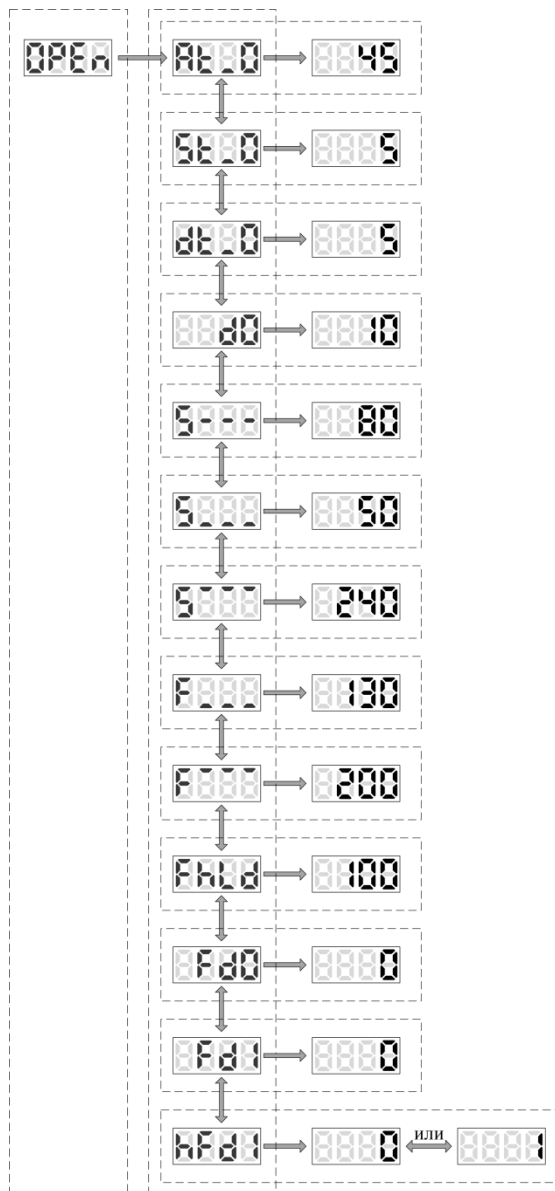 OPEn At_0 45
St_0 5
dt_0 5
d0 10
S--- 80
S___ 50
S‾‾‾ 240
F___ 130
F‾‾‾ 200
FhLd 100
Fd0 0
Fd1 0
hFd1 0 или 1